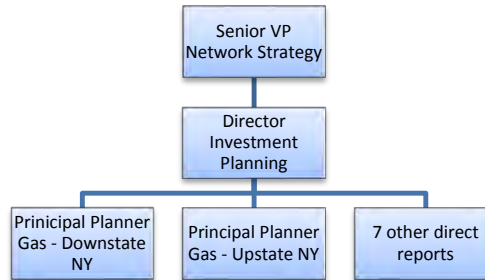 Senior VP
Network Strategy
Director
Investment
Planning
Prinicipal Planner
Gas - Downstate
NY
Principal Planner
Gas - Upstate NY
7 other direct
reports